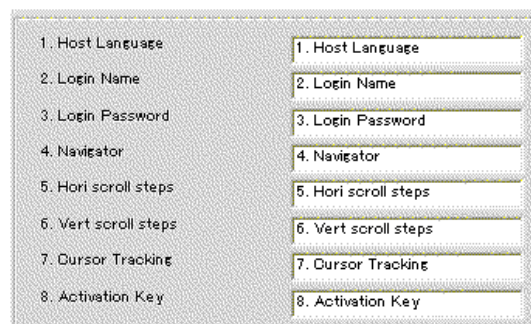 1. Host Language 1. Host Language
2. Login Name 2. Login Name
3. Login Password 3. Login Password
4. Navigator 4. Navigator
5. Hori scroll steps 5. Hori scroll steps
6. Vert scroll steps 6. Vert scroll steps
7. Cursor Tracking 7. Cursor Tracking
8. Activation Key 8. Activation Key